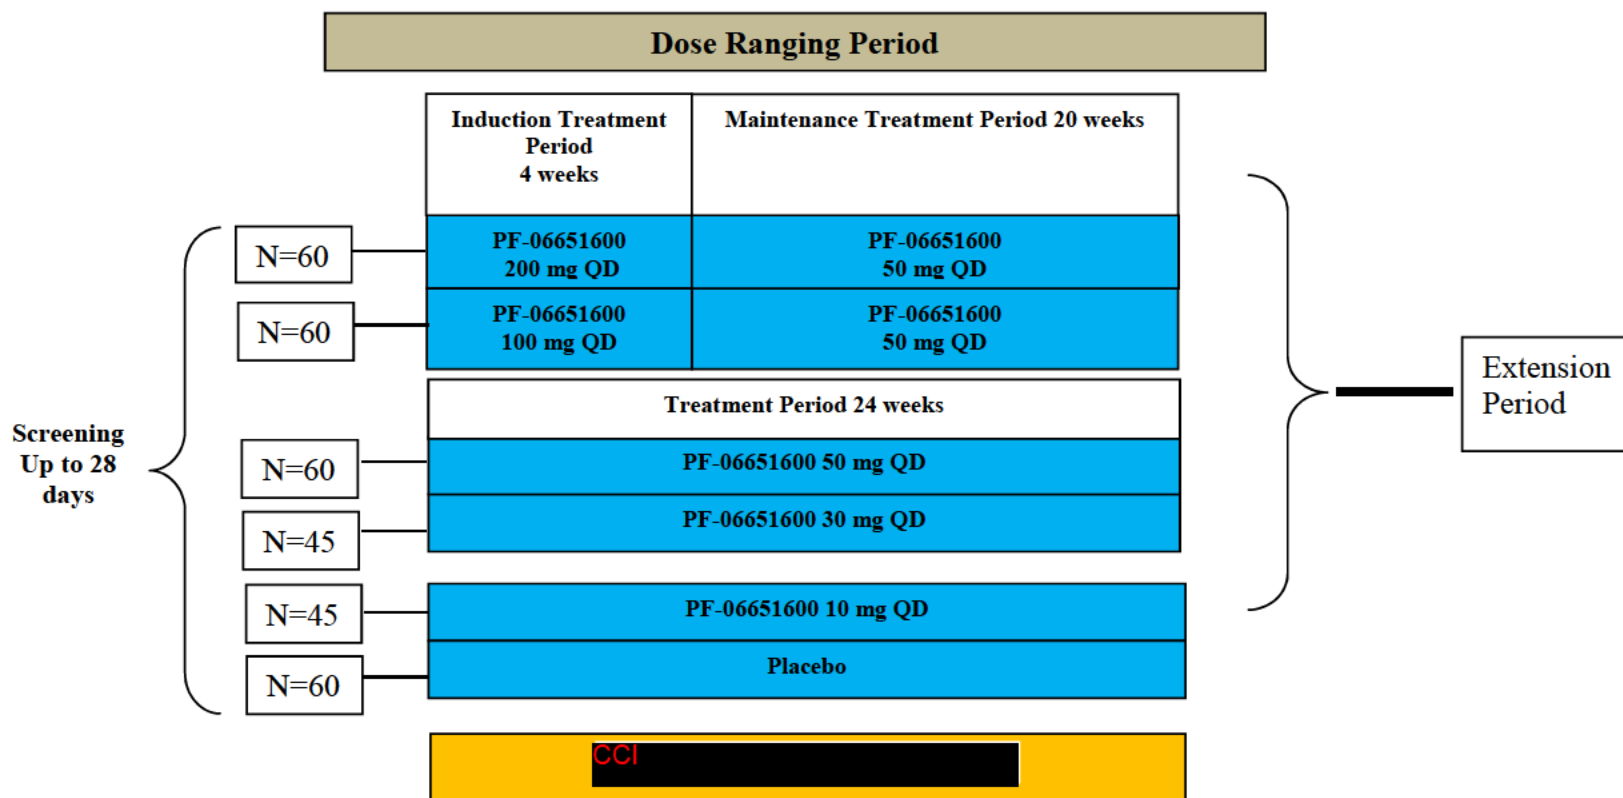 Dose Ranging Period
Induction Treatment
Period
4 weeks
Maintenance Treatment Period 20 weeks
N=60
PF-06651600
200 mg QD
PF-06651600
50 mg QD
N=60
PF-06651600
100 mg QD
PF-06651600
50 mg QD
Treatment Period 24 weeks
Screening
Up to 28
days
N=60
PF-06651600 50 mg QD
N=45
PF-06651600 30 mg QD
N=45
PF-06651600 10 mg QD
N=60
Placebo
Extension
Period
CCI